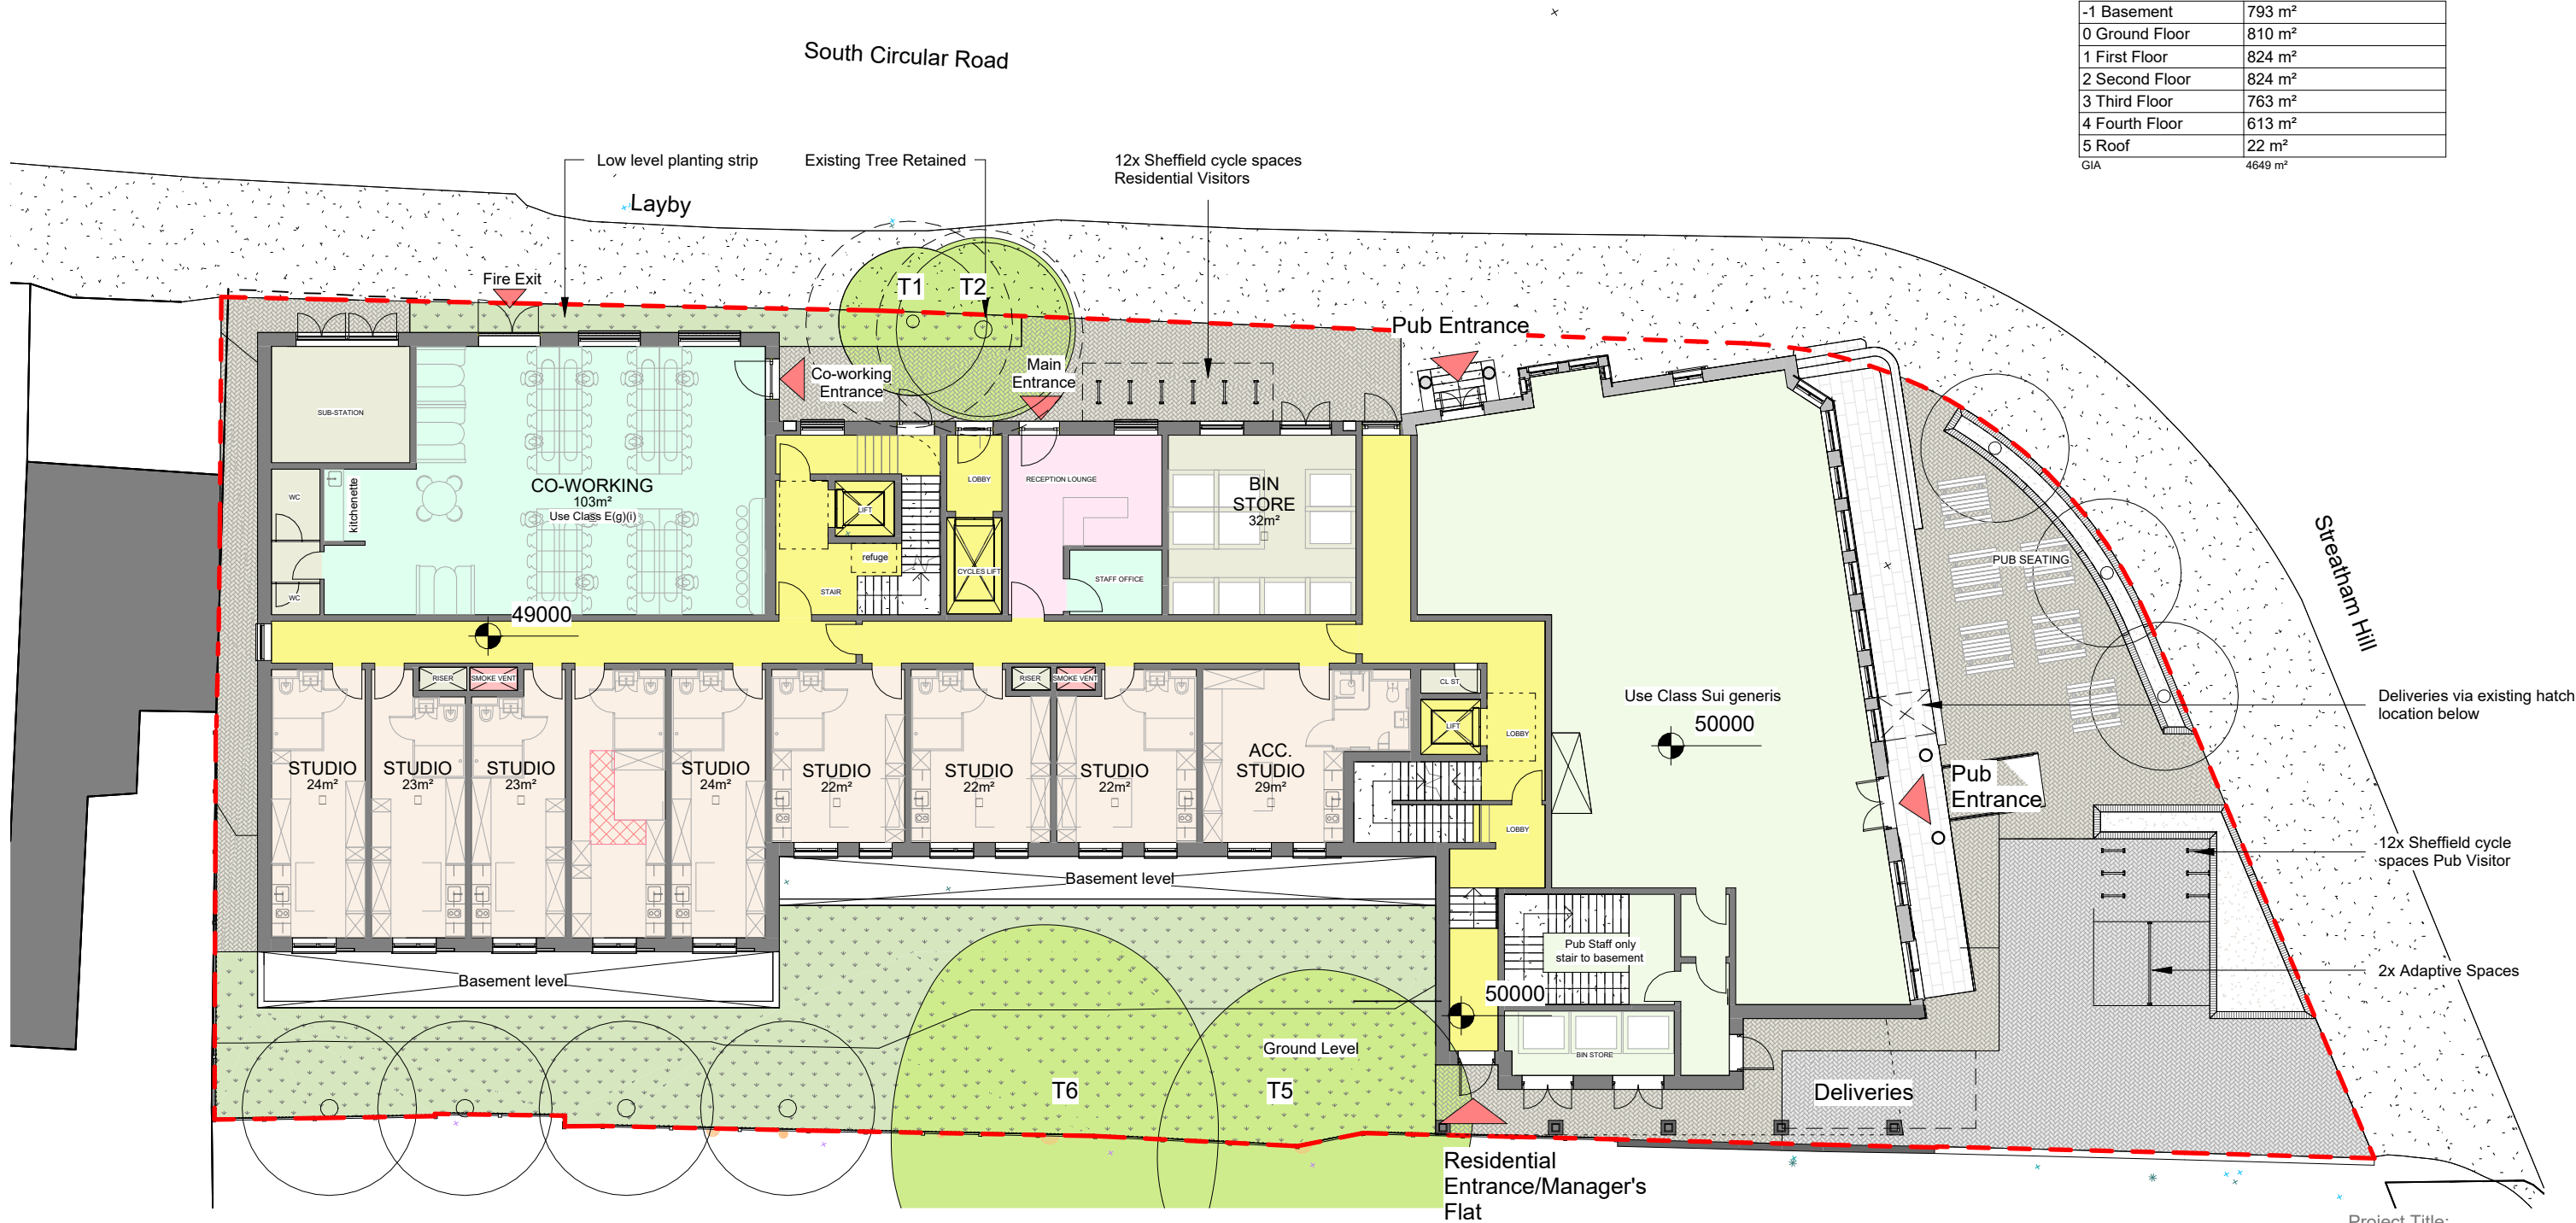 -1 Basement 793 m²
0 Ground Floor 810 m²
1 First Floor 824 m²
2 Second Floor 824 m²
3 Third Floor 763 m²
4 Fourth Floor 613 m²
5 Roof 22 m²
GIA 4649 m²
South Circular Road
Low level planting strip
Existing Tree Retained
12x Sheffield cycle spaces
Residential Visitors
Layby
Fire Exit
T1
T2
Pub Entrance
Co-working
Entrance
Main
Entrance
SUB-STATION
CO-WORKING
103m²
Use Class E(g)(i)
WC
kitchenette
WC
LIFT
refuge
STAIR
LOBBY
CYCLES LIFT
RECEPTION LOUNGE
STAFF OFFICE
BIN
STORE
32m²
PUB SEATING
Streatham Hill
49000
RISER
SMOKE VENT
RISER
SMOKE VENT
CL ST
LIFT
LOBBY
LOBBY
Use Class Sui generis
50000
Deliveries via existing hatch
location below
STUDIO
24m²
STUDIO
23m²
STUDIO
23m²
STUDIO
24m²
STUDIO
22m²
STUDIO
22m²
STUDIO
22m²
ACC.
STUDIO
29m²
Pub
Entrance
12x Sheffield cycle
spaces Pub Visitor
Basement level
Basement level
Pub Staff only
stair to basement
2x Adaptive Spaces
50000
Ground Level
BIN STORE
T6
T5
Deliveries
Residential
Entrance/Manager's
Flat
Project Title: